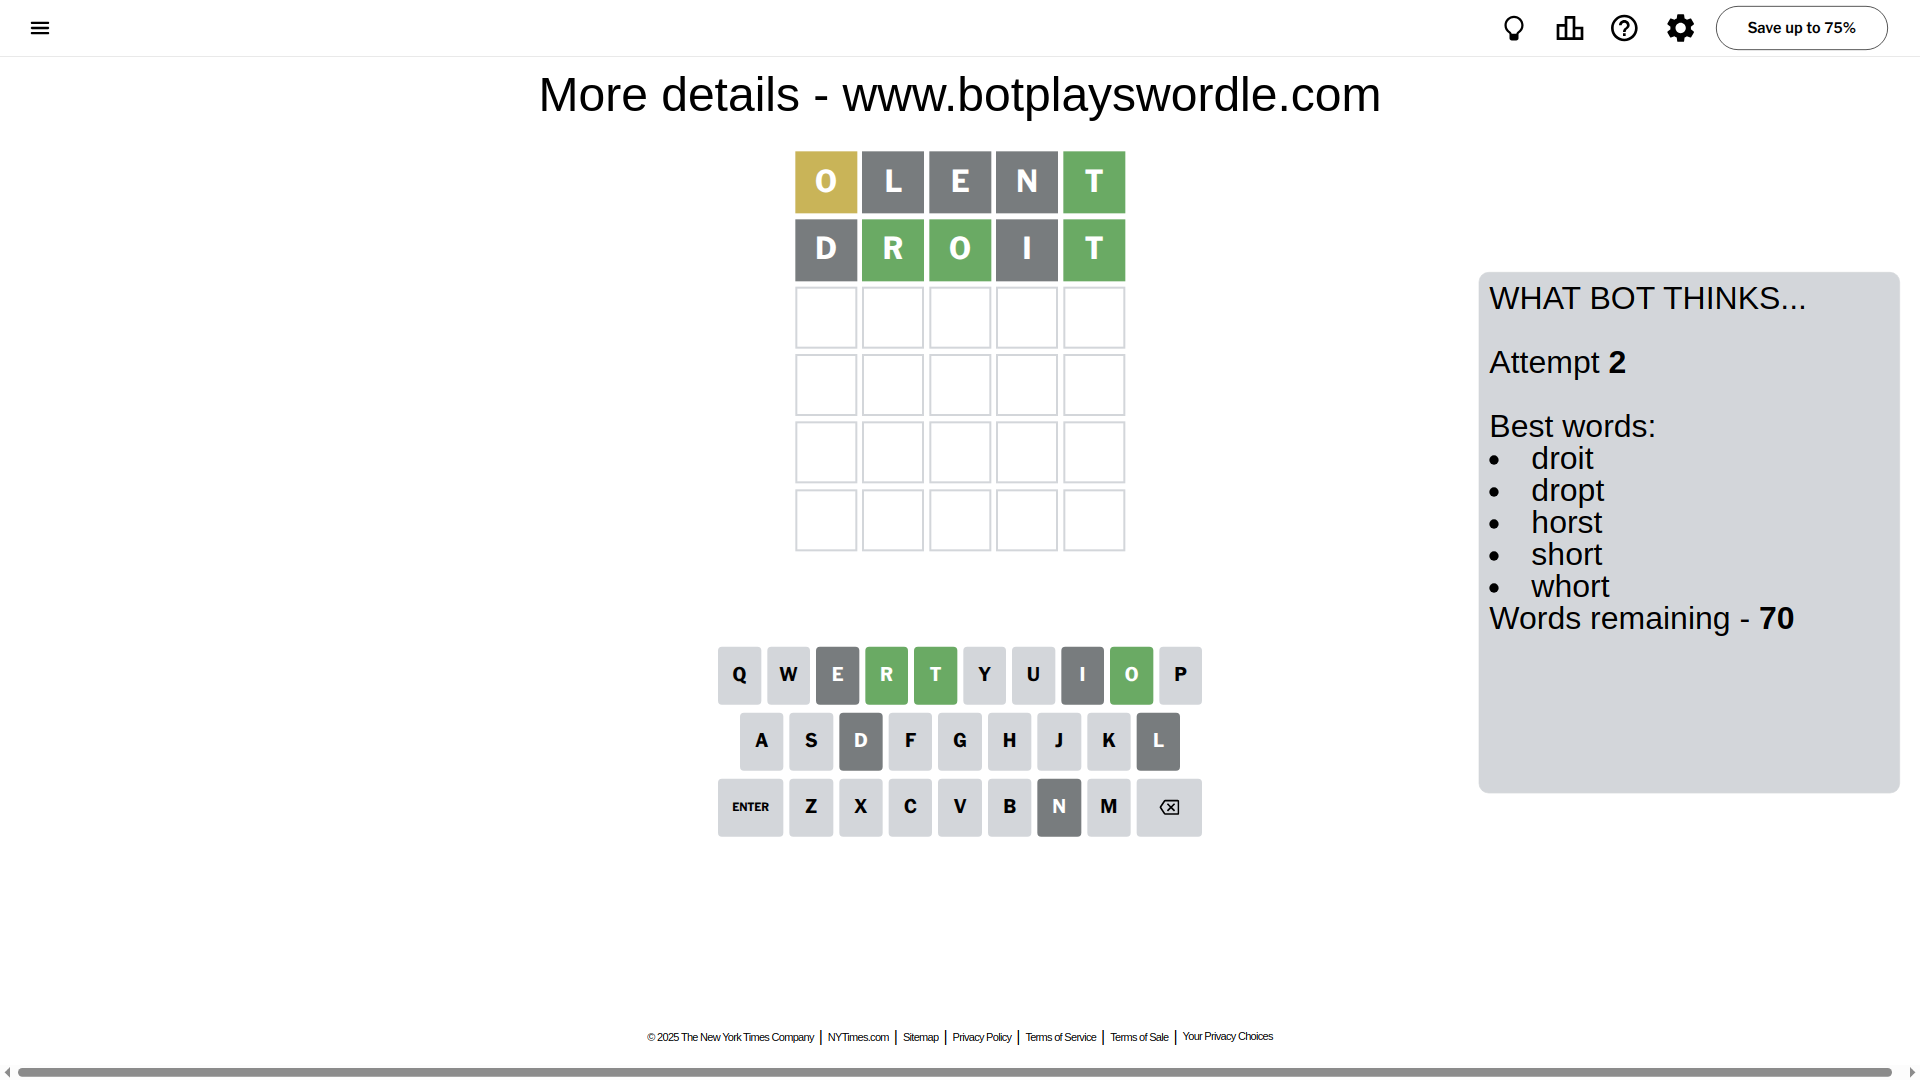 Save up to 75%
More details - www.botplayswordle.com
O L E N T
D R O I T
WHAT BOT THINKS...
Attempt 2
Best words:
• droit
• dropt
• horst
• short
• whort
Words remaining - 70
Q W E R T Y U I O P
A S D F G H J K L
ENTER Z X C V B N M
© 2025 The New York Times Company | NYTimes.com | Sitemap | Privacy Policy | Terms of Service | Terms of Sale | Your Privacy Choices